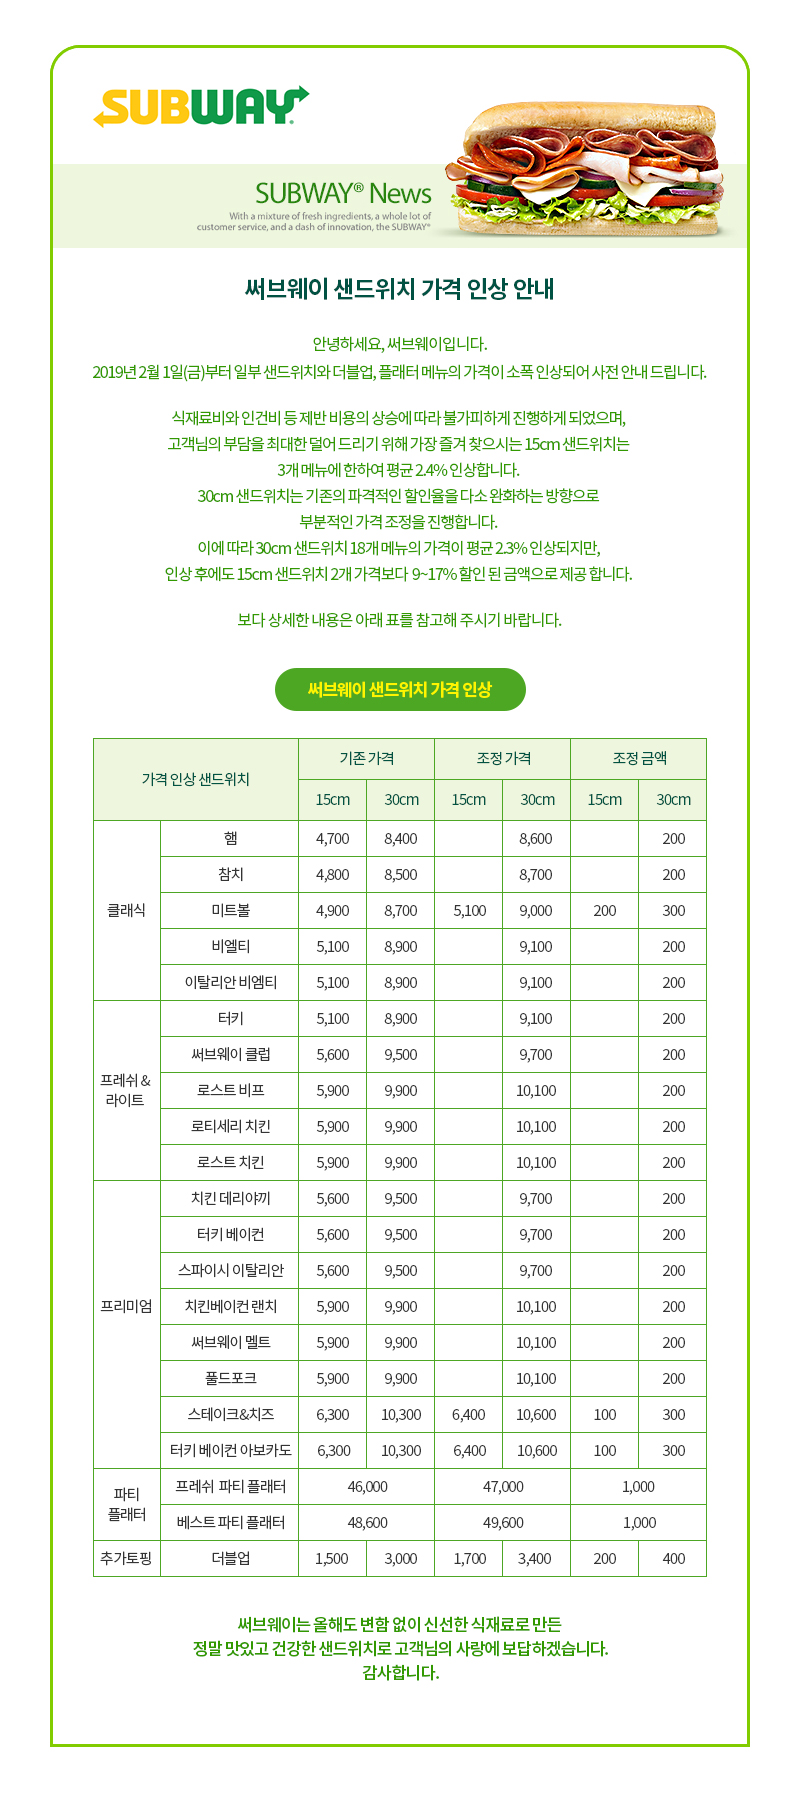 SUBWAY®
SUBWAY® News
With a mixture of fresh ingredients, a whole lot of
customer service, and a dash of innovation, the SUBWAY®
써브웨이 샌드위치 가격 인상 안내
안녕하세요, 써브웨이입니다.
2019년 2월 1일(금)부터 일부 샌드위치와 더블업, 플래터 메뉴의 가격이 소폭 인상되어 사전 안내 드립니다.
식재료비와 인건비 등 제반 비용의 상승에 따라 불가피하게 진행하게 되었으며,
고객님의 부담을 최대한 덜어 드리기 위해 가장 즐겨 찾으시는 15cm 샌드위치는
3개 메뉴에 한하여 평균 2.4% 인상합니다.
30cm 샌드위치는 기존의 파격적인 할인율을 다소 완화하는 방향으로
부분적인 가격 조정을 진행합니다.
이에 따라 30cm 샌드위치 18개 메뉴의 가격이 평균 2.3% 인상되지만,
인상 후에도 15cm 샌드위치 2개 가격보다 9~17% 할인 된 금액으로 제공 합니다.
보다 상세한 내용은 아래 표를 참고해 주시기 바랍니다.
써브웨이 샌드위치 가격 인상
가격 인상 샌드위치 기존 가격 조정 가격 조정 금액
15cm 30cm 15cm 30cm 15cm 30cm
클래식
햄 4,700 8,400 8,600 200
참치 4,800 8,500 8,700 200
미트볼 4,900 8,700 5,100 9,000 200 300
비엘티 5,100 8,900 9,100 200
이탈리안 비엠티 5,100 8,900 9,100 200
프레쉬 &
라이트
터키 5,100 8,900 9,100 200
써브웨이 클럽 5,600 9,500 9,700 200
로스트 비프 5,900 9,900 10,100 200
로티세리 치킨 5,900 9,900 10,100 200
로스트 치킨 5,900 9,900 10,100 200
프리미엄
치킨 데리야끼 5,600 9,500 9,700 200
터키 베이컨 5,600 9,500 9,700 200
스파이시 이탈리안 5,600 9,500 9,700 200
치킨베이컨 랜치 5,900 9,900 10,100 200
써브웨이 멜트 5,900 9,900 10,100 200
풀드포크 5,900 9,900 10,100 200
스테이크&치즈 6,300 10,300 6,400 10,600 100 300
터키 베이컨 아보카도 6,300 10,300 6,400 10,600 100 300
파티
플래터
프레쉬 파티 플래터 46,000 47,000 1,000
베스트 파티 플래터 48,600 49,600 1,000
추가토핑 더블업 1,500 3,000 1,700 3,400 200 400
써브웨이는 올해도 변함 없이 신선한 식재료로 만든
정말 맛있고 건강한 샌드위치로 고객님의 사랑에 보답하겠습니다.
감사합니다.